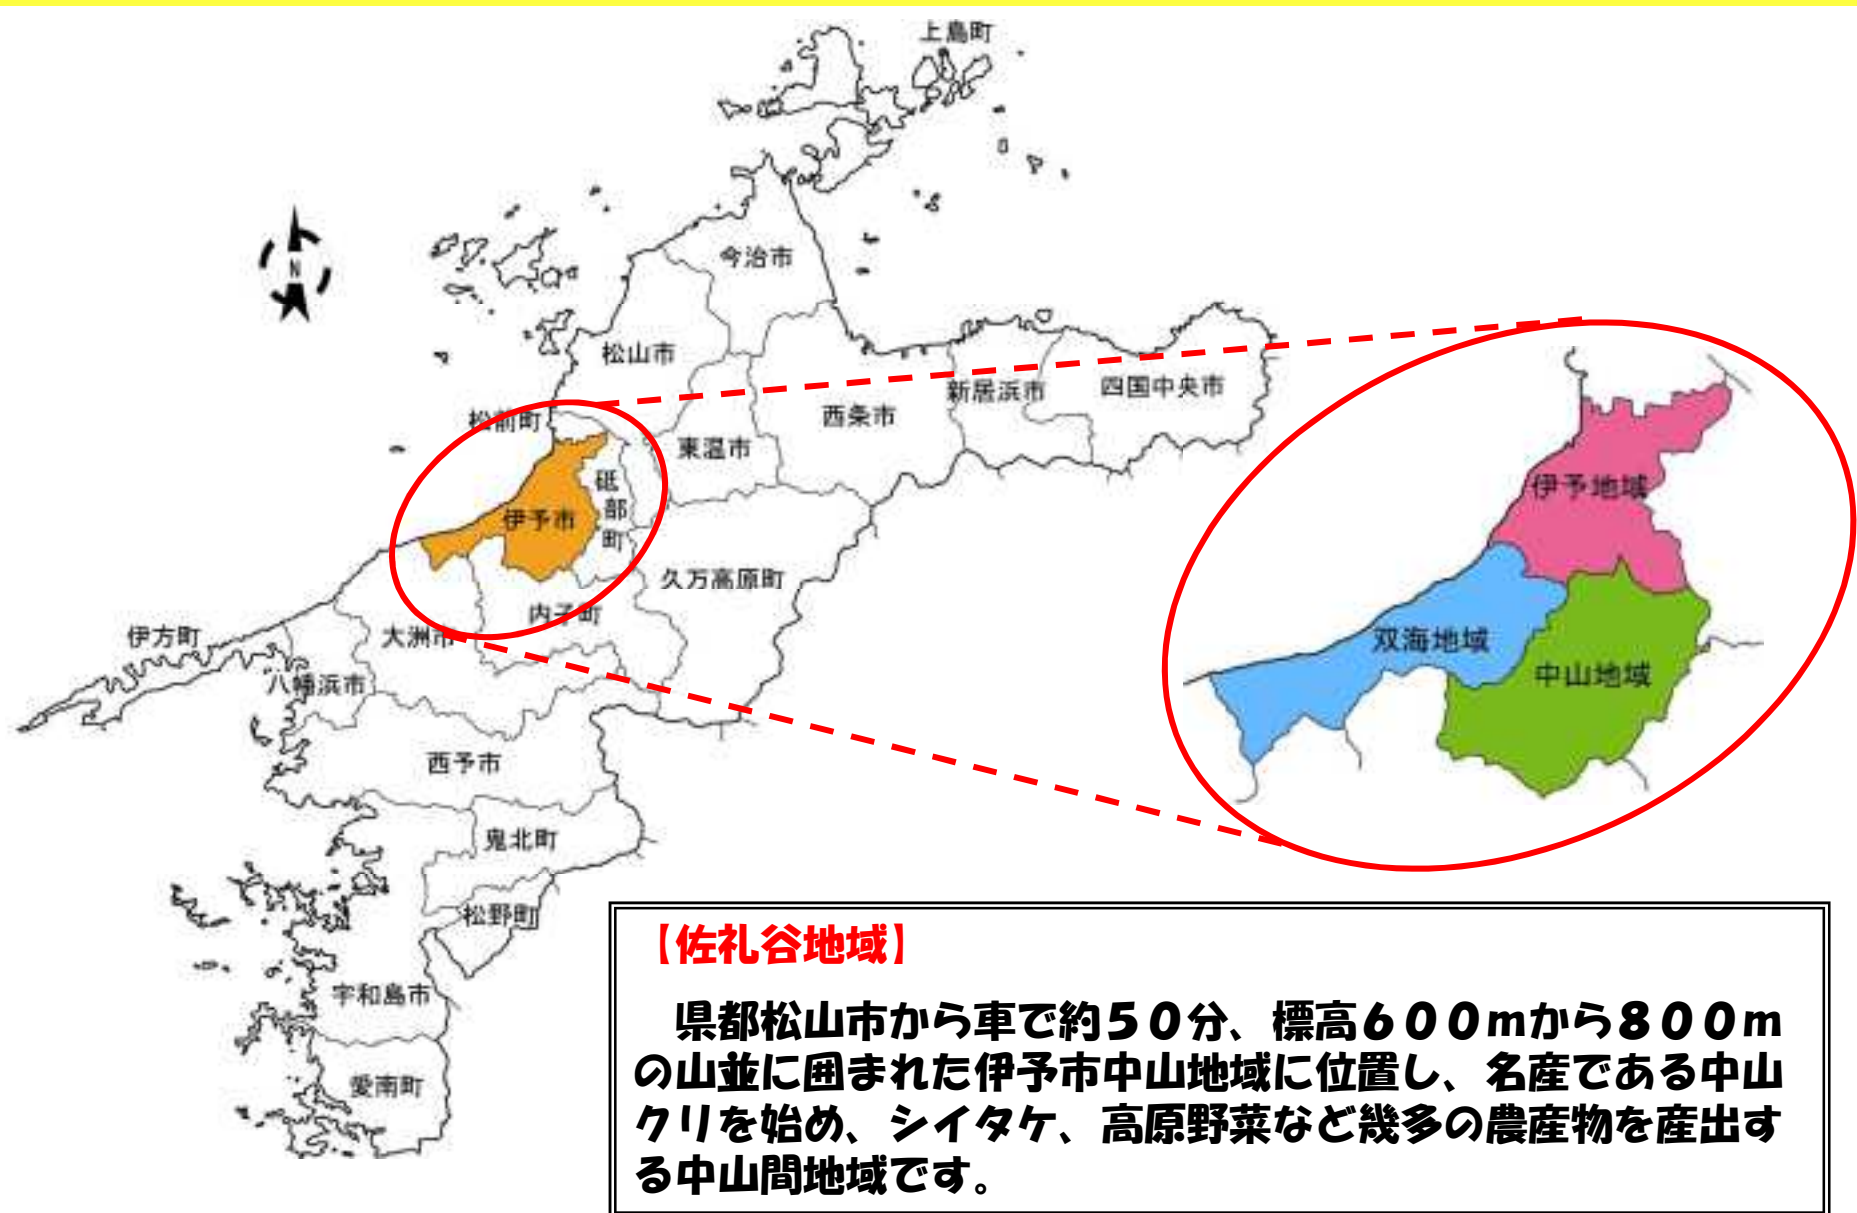 上島町
今治市
N
松山市
新居浜市
四国中央市
西条市
松前町
東温市
砥部町
伊予市
伊予地域
久万高原町
内子町
伊方町
大洲市
双海地域
八幡浜市
中山地域
西予市
鬼北町
松野町
宇和島市
愛南町
【佐礼谷地域】
県都松山市から車で約50分、標高600mから800m
の山並に囲まれた伊予市中山地域に位置し、名産である中山
クリを始め、シイタケ、高原野菜など幾多の農産物を産出す
る中山間地域です。